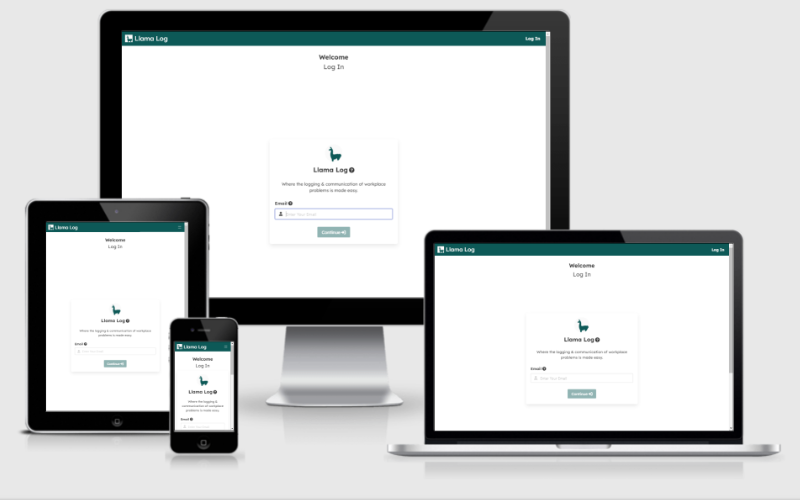 Llama Log
Log In
Welcome
Log In
Llama Log
Where the logging & communication of workplace
problems is made easy.
Email
Enter Your Email
Continue
Llama Log
Welcome
Log In
Llama Log
Where the logging & communication of workplace
problems is made easy.
Email
Continue
Llama Log
Welcome
Log In
Llama Log
Where the logging &
communication of workplace
problems is made easy.
Email
Llama Log
Log In
Welcome
Log In
Llama Log
Where the logging & communication of workplace
problems is made easy.
Email
Enter Your Email
Continue